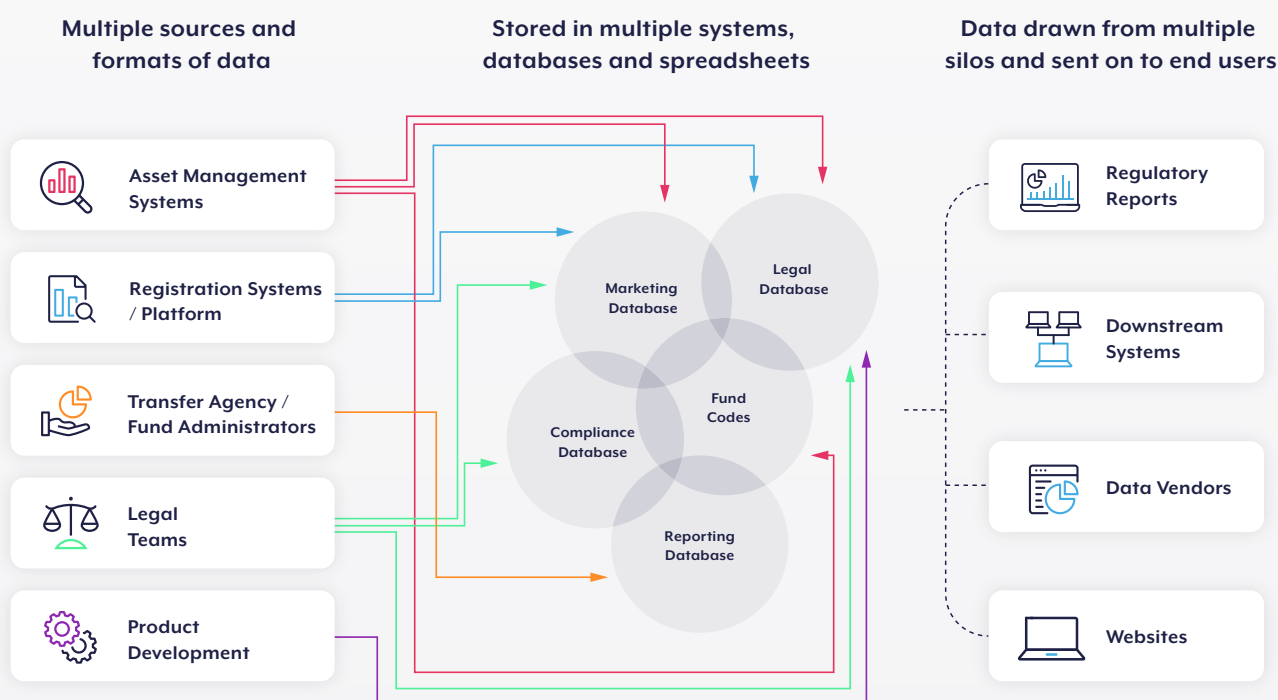 Multiple sources and
formats of data
Stored in multiple systems,
databases and spreadsheets
Data drawn from multiple
silos and sent on to end users
Asset Management
Systems
Registration Systems
/ Platform
Transfer Agency /
Fund Administrators
Legal
Teams
Product
Development
Marketing
Database
Legal
Database
Fund
Codes
Compliance
Database
Reporting
Database
Regulatory
Reports
Downstream
Systems
Data Vendors
Websites